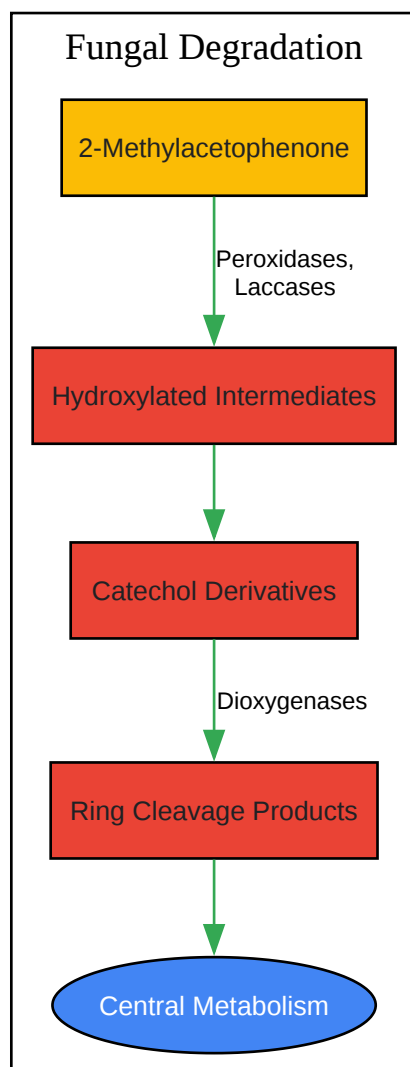 Fungal Degradation
2-Methylacetophenone
Peroxidases,
Laccases
Hydroxylated Intermediates
Catechol Derivatives
Dioxygenases
Ring Cleavage Products
Central Metabolism